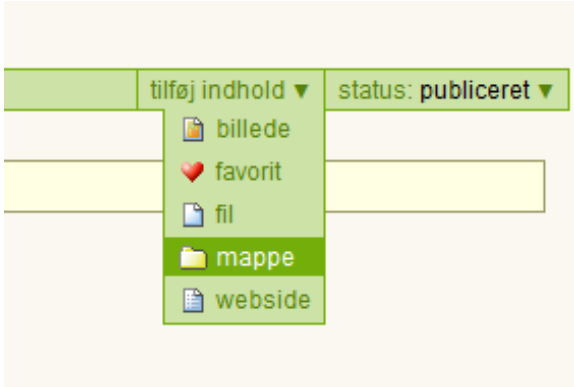 tilføj indhold ▼ status: publiceret ▼
billede
favorit
fil
mappe
webside